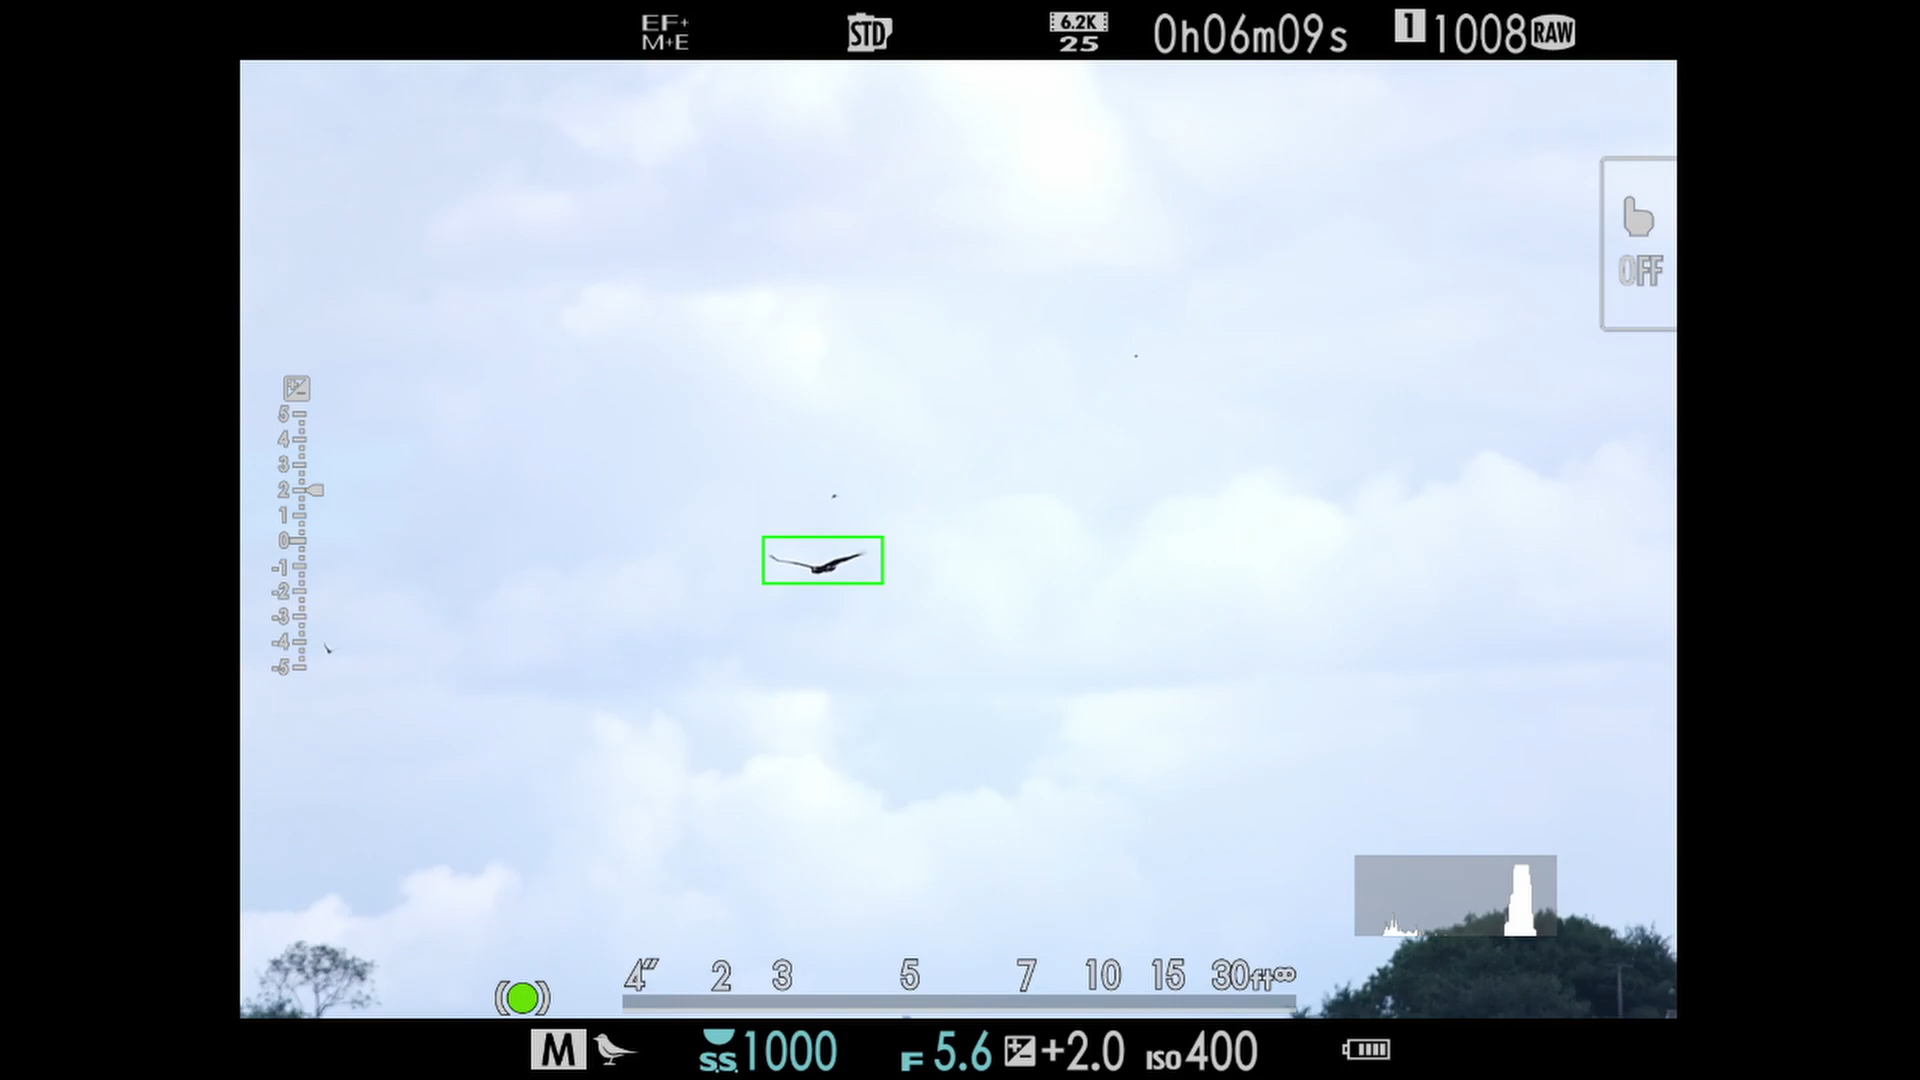 EF+
M+E
STD
6.2K
25
0h06m09s
1
1008
RAW
OFF
5
4
3
2
1
0
-1
-2
-3
-4
-5
4" 2 3 5 7 10 15 30ft∞
M
S.S. 1000
F 5.6
+2.0
ISO 400